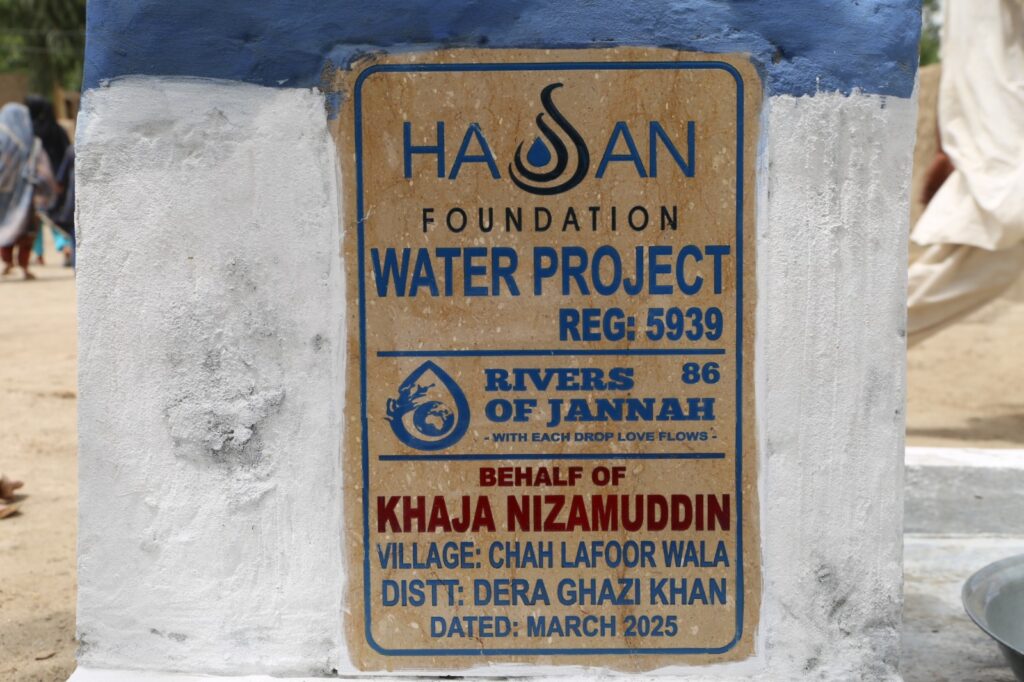 HASAN
FOUNDATION
WATER PROJECT
REG: 5939
RIVERS 86
OF JANNAH
- WITH EACH DROP LOVE FLOWS -
BEHALF OF
KHAJA NIZAMUDDIN
VILLAGE: CHAH LAFOOR WALA
DISTT: DERA GHAZI KHAN
DATED: MARCH 2025